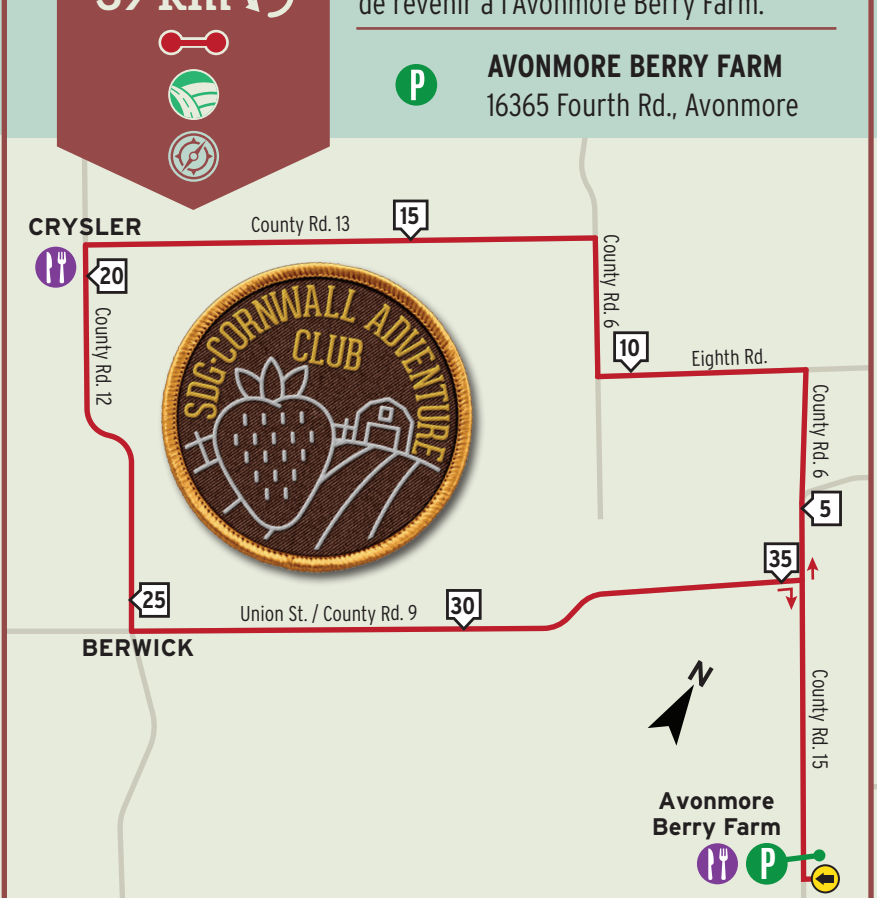 km
de revenir à l'Avonmore Berry Farm.
P
AVONMORE BERRY FARM
16365 Fourth Rd., Avonmore
CRYSLER
County Rd. 13
15
20
County Rd. 12
County Rd. 6
10
Eighth Rd.
County Rd. 6
5
SDG-CORNWALL ADVENTURE
CLUB
35
25
Union St. / County Rd. 9
30
BERWICK
N
County Rd. 15
Avonmore
Berry Farm
P